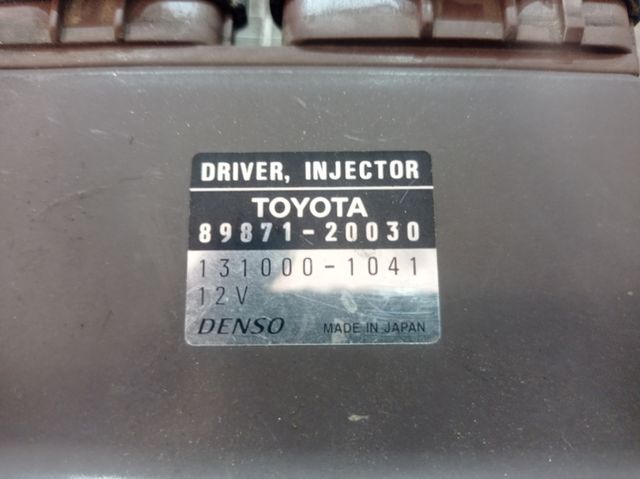 DRIVER, INJECTOR
TOYOTA
89871-20030
131000-1041
12V
DENSO MADE IN JAPAN